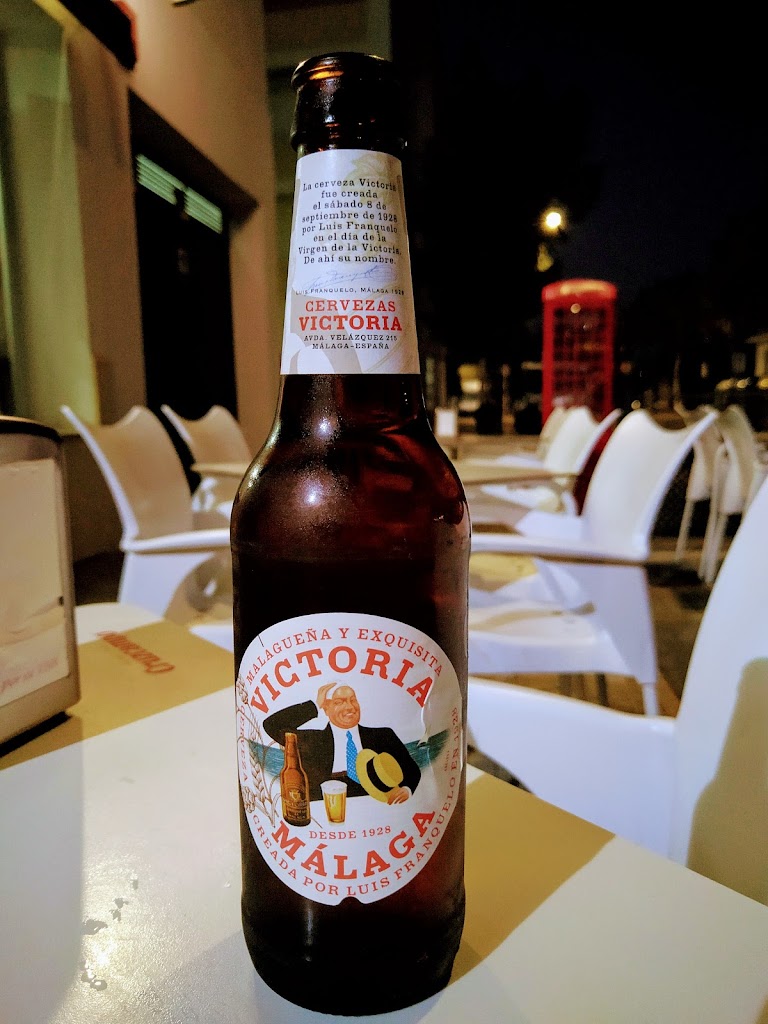 La cerveza Victoria
fue creada
el sábado 8 de
septiembre de 1928
por Luis Franquelo
en el día de la
Virgen de la Victoria.
De ahí su nombre.
LUIS FRANQUELO, MÁLAGA 1928
CERVEZAS
VICTORIA
AVDA. VELÁZQUEZ 215
MÁLAGA-ESPAÑA
MALAGUEÑA Y EXQUISITA
VICTORIA
DESDE 1928
MÁLAGA
CREADA POR LUIS FRANQUELO EN 1928
Cruzcampo